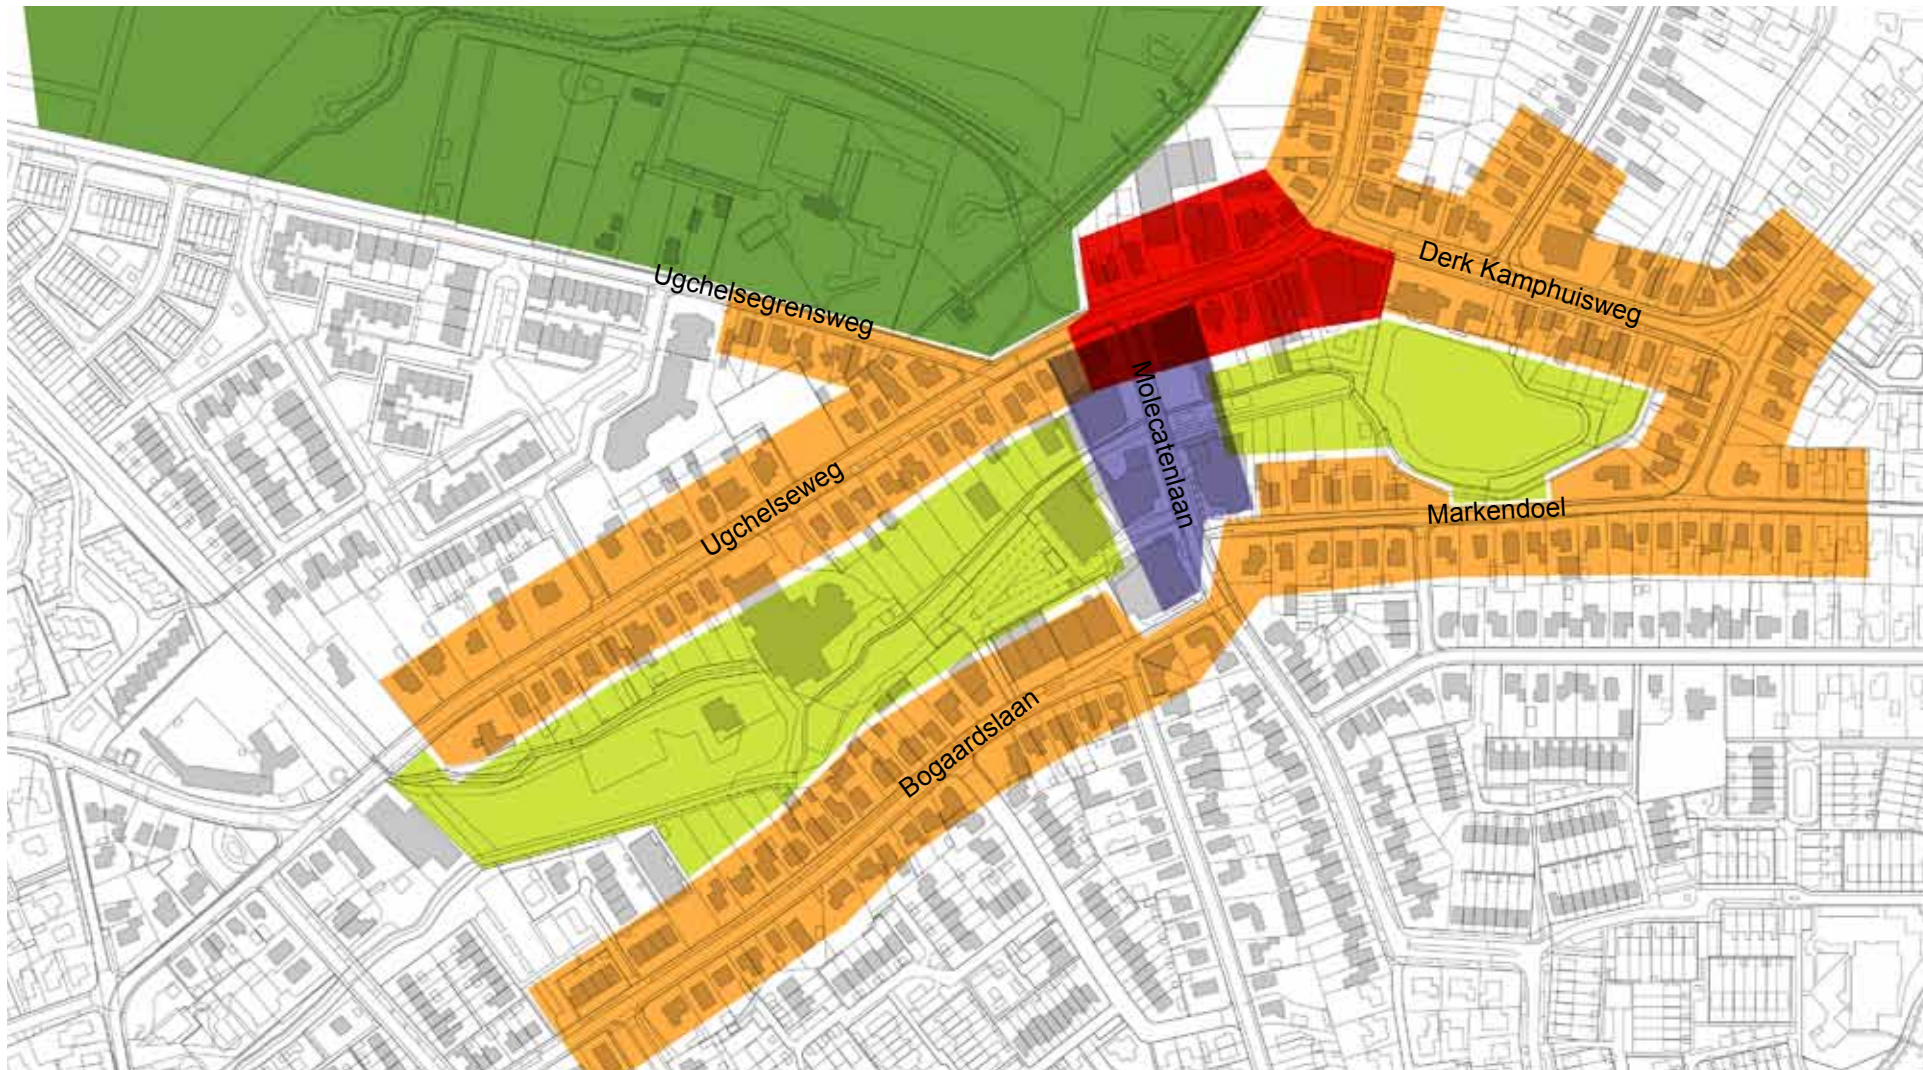 Ugchelsegrensweg
Derk Kamphuisweg
Molecatenlaan
Ugchelseweg
Markendoel
Bogaardslaan